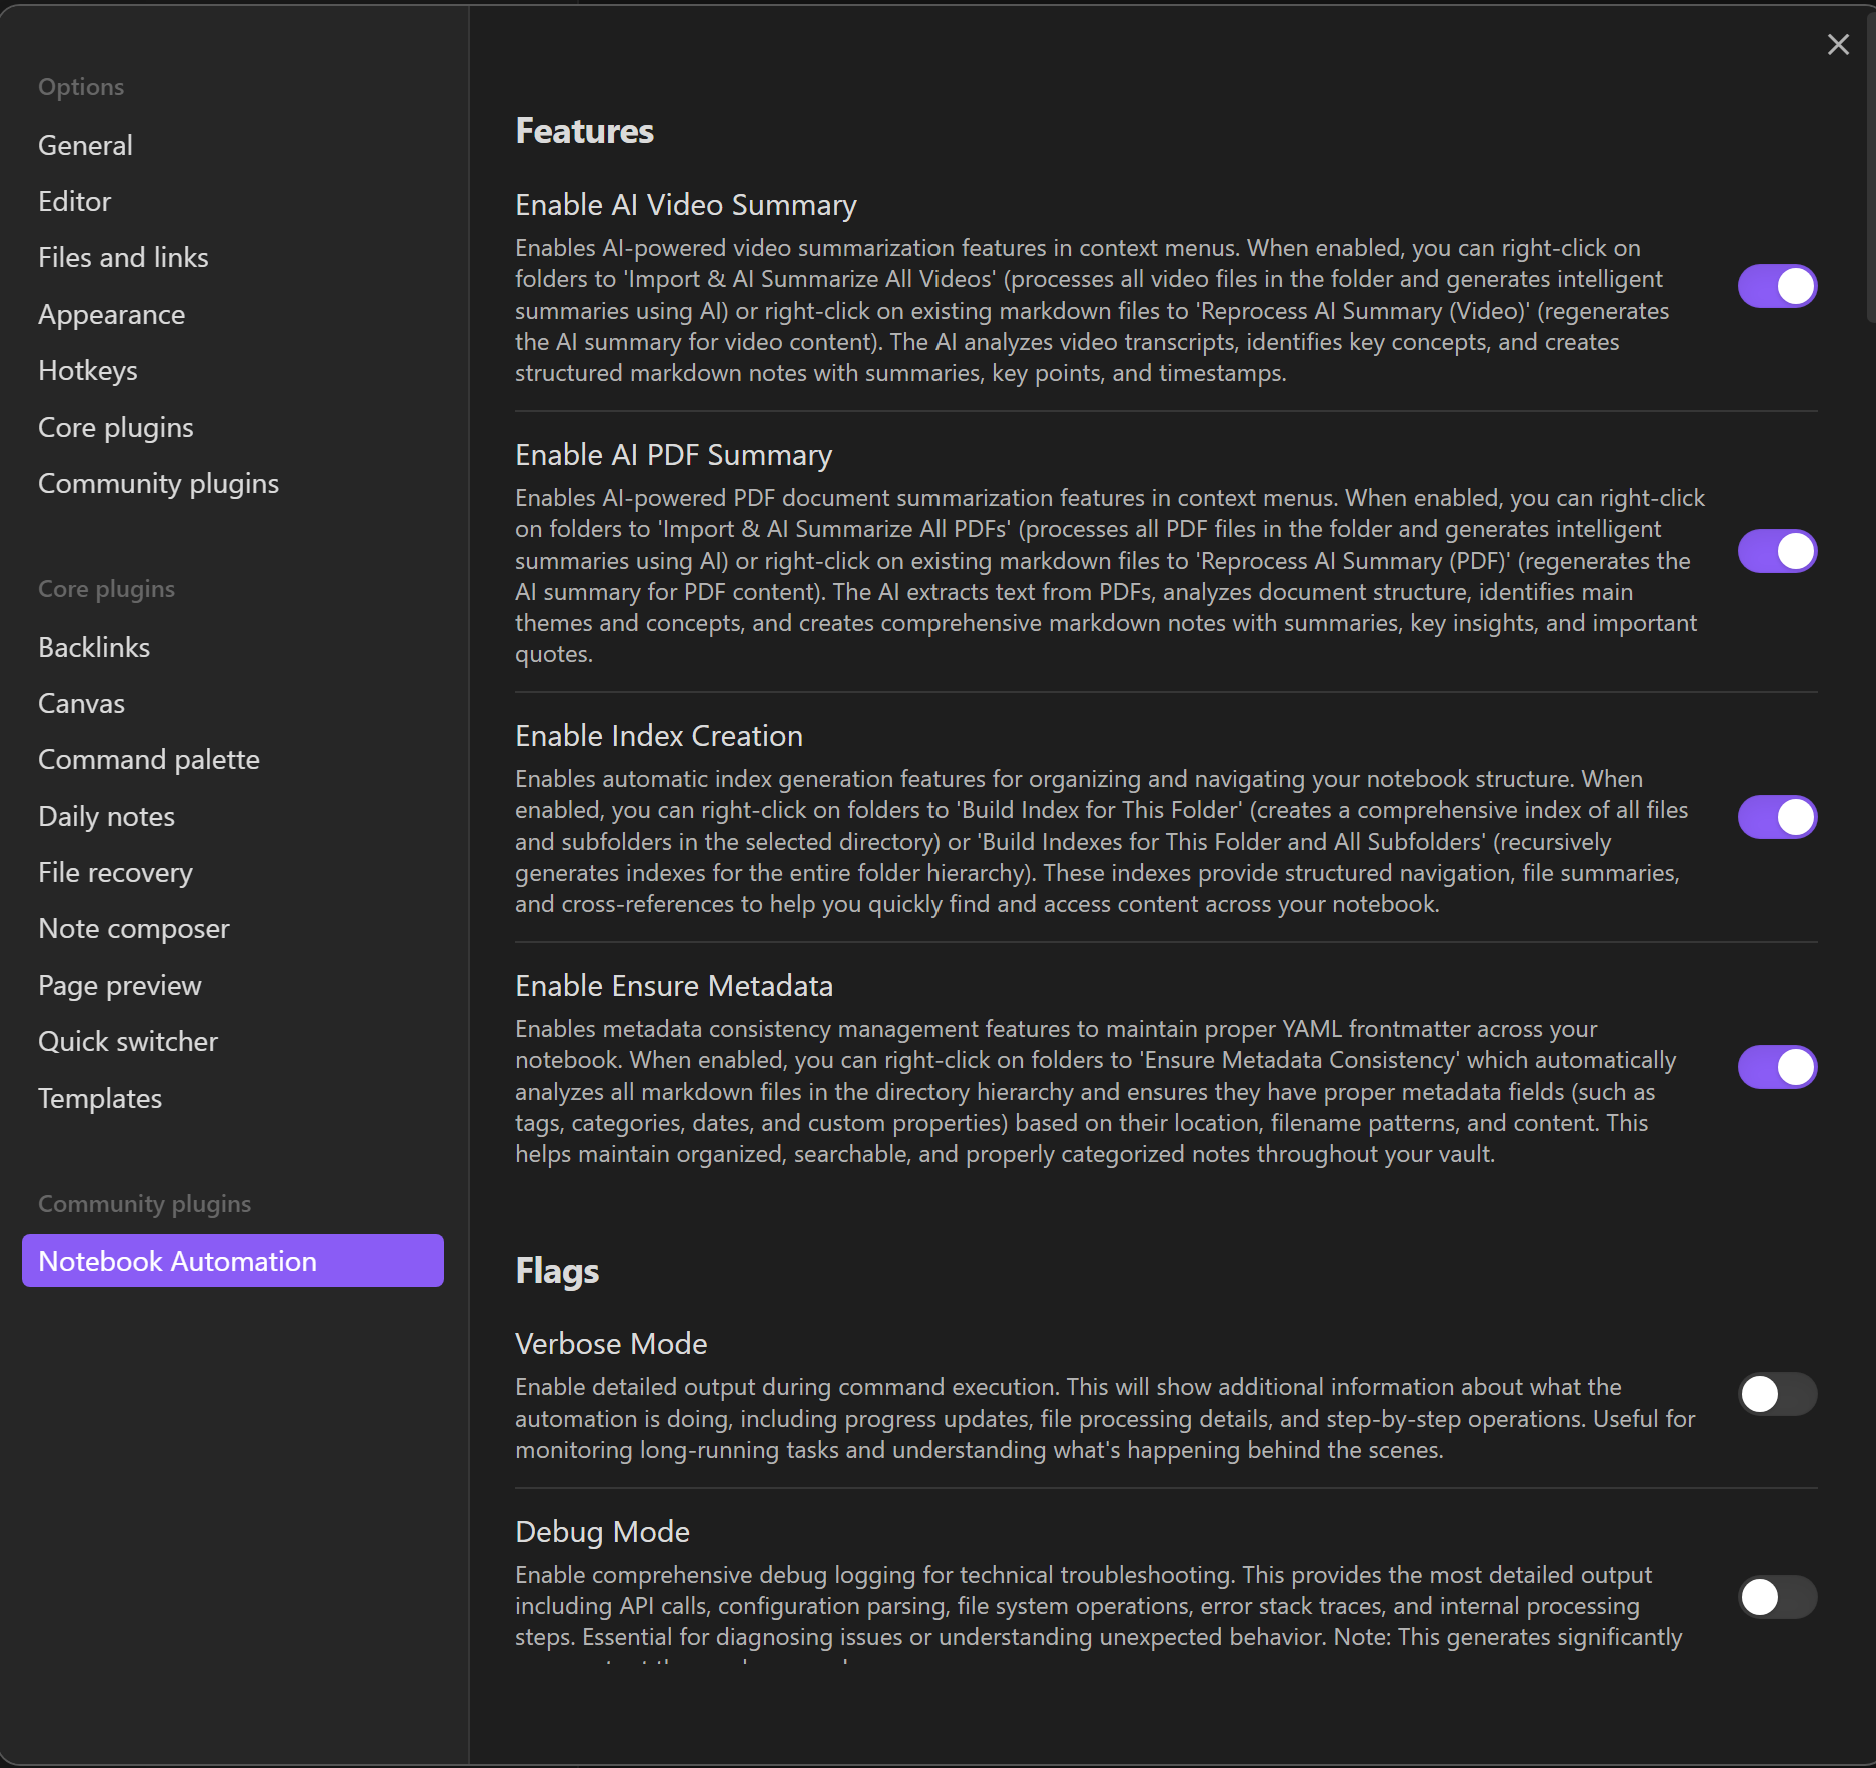 Options
General
Editor
Files and links
Appearance
Hotkeys
Core plugins
Community plugins
Core plugins
Backlinks
Canvas
Command palette
Daily notes
File recovery
Note composer
Page preview
Quick switcher
Templates
Community plugins
Notebook Automation
Features
Enable AI Video Summary
Enables AI-powered video summarization features in context menus. When enabled, you can right-click on
folders to 'Import & AI Summarize All Videos' (processes all video files in the folder and generates intelligent
summaries using AI) or right-click on existing markdown files to 'Reprocess AI Summary (Video)' (regenerates
the AI summary for video content). The AI analyzes video transcripts, identifies key concepts, and creates
structured markdown notes with summaries, key points, and timestamps.
Enable AI PDF Summary
Enables AI-powered PDF document summarization features in context menus. When enabled, you can right-click
on folders to 'Import & AI Summarize All PDFs' (processes all PDF files in the folder and generates intelligent
summaries using AI) or right-click on existing markdown files to 'Reprocess AI Summary (PDF)' (regenerates the
AI summary for PDF content). The AI extracts text from PDFs, analyzes document structure, identifies main
themes and concepts, and creates comprehensive markdown notes with summaries, key insights, and important
quotes.
Enable Index Creation
Enables automatic index generation features for organizing and navigating your notebook structure. When
enabled, you can right-click on folders to 'Build Index for This Folder' (creates a comprehensive index of all files
and subfolders in the selected directory) or 'Build Indexes for This Folder and All Subfolders' (recursively
generates indexes for the entire folder hierarchy). These indexes provide structured navigation, file summaries,
and cross-references to help you quickly find and access content across your notebook.
Enable Ensure Metadata
Enables metadata consistency management features to maintain proper YAML frontmatter across your
notebook. When enabled, you can right-click on folders to 'Ensure Metadata Consistency' which automatically
analyzes all markdown files in the directory hierarchy and ensures they have proper metadata fields (such as
tags, categories, dates, and custom properties) based on their location, filename patterns, and content. This
helps maintain organized, searchable, and properly categorized notes throughout your vault.
Flags
Verbose Mode
Enable detailed output during command execution. This will show additional information about what the
automation is doing, including progress updates, file processing details, and step-by-step operations. Useful for
monitoring long-running tasks and understanding what's happening behind the scenes.
Debug Mode
Enable comprehensive debug logging for technical troubleshooting. This provides the most detailed output
including API calls, configuration parsing, file system operations, error stack traces, and internal processing
steps. Essential for diagnosing issues or understanding unexpected behavior. Note: This generates significantly